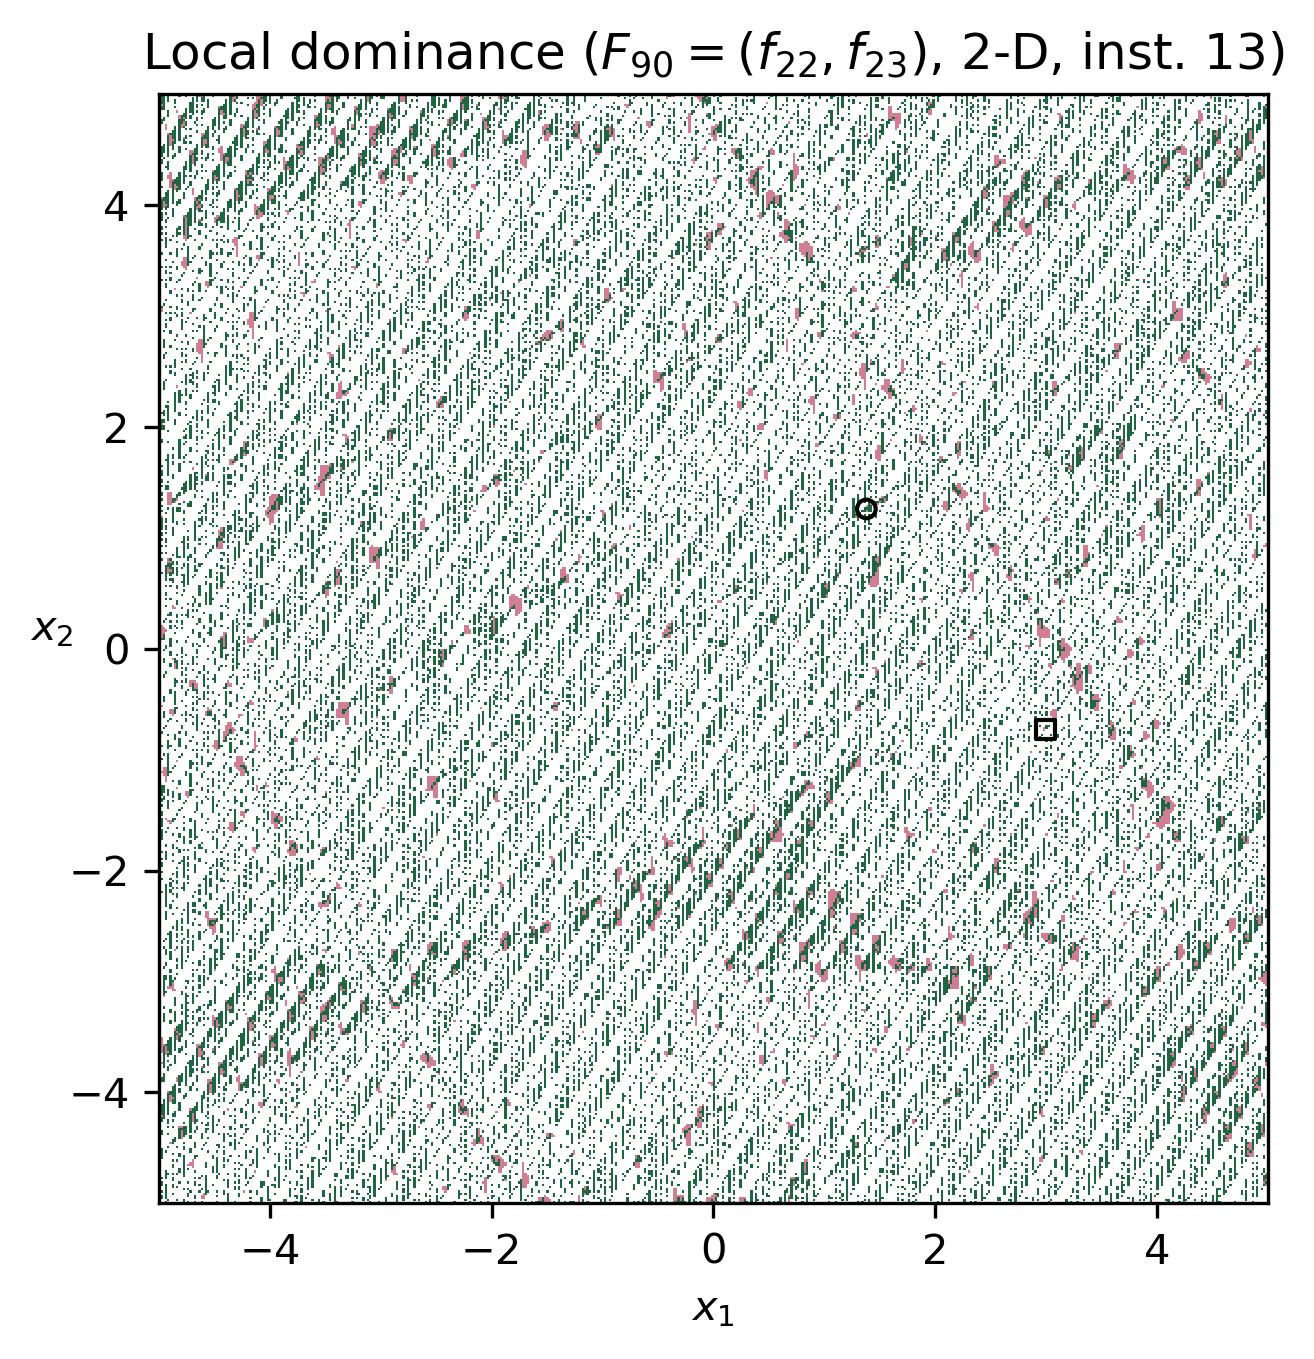 Local dominance (F₉₀ = (f₂₂, f₂₃), 2-D, inst. 13)
4
2
x₂ 0
−2
−4
−4 −2 0 2 4
x₁